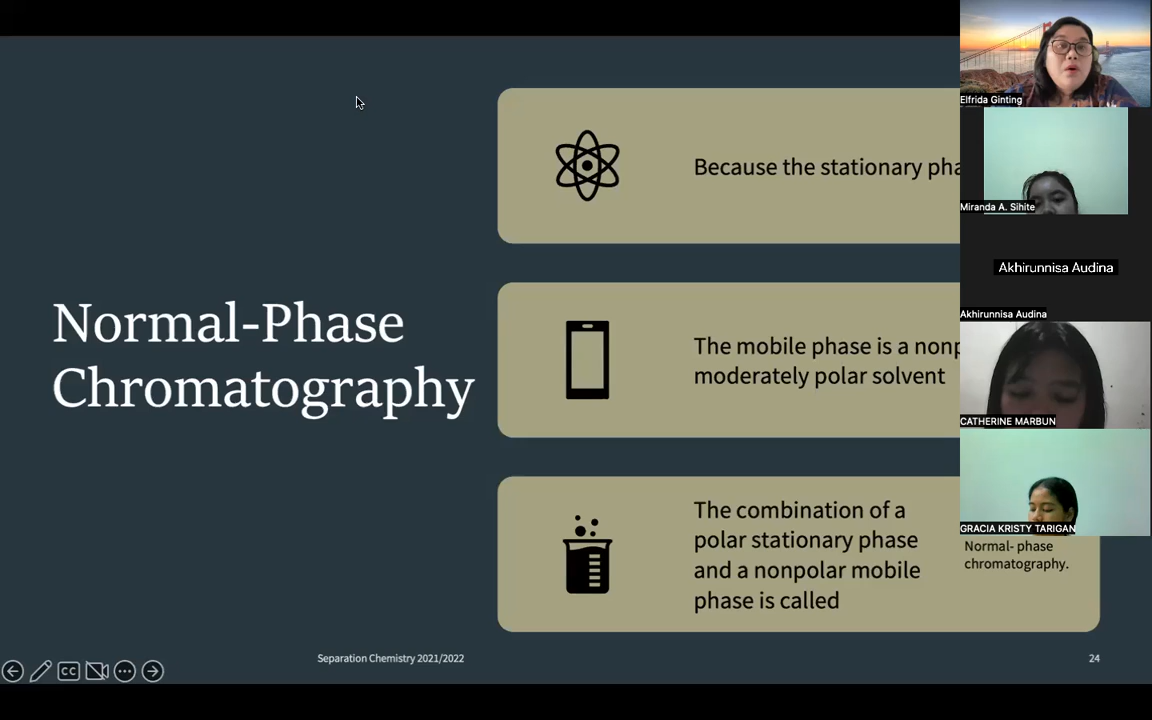 Normal-Phase
Chromatography
Because the stationary
The mobile phase is a
moderately polar solvent
The combination of a
polar stationary phase
and a nonpolar mobile
phase is called
Normal- phase
chromatography.
Separation Chemistry 2021/2022
24
CC
Elfrida Ginting
Miranda A. Sihite
Akhirunnisa Audina
Akhirunnisa Audina
CATHERINE MARBUN
GRACIA KRISTY TARIGAN